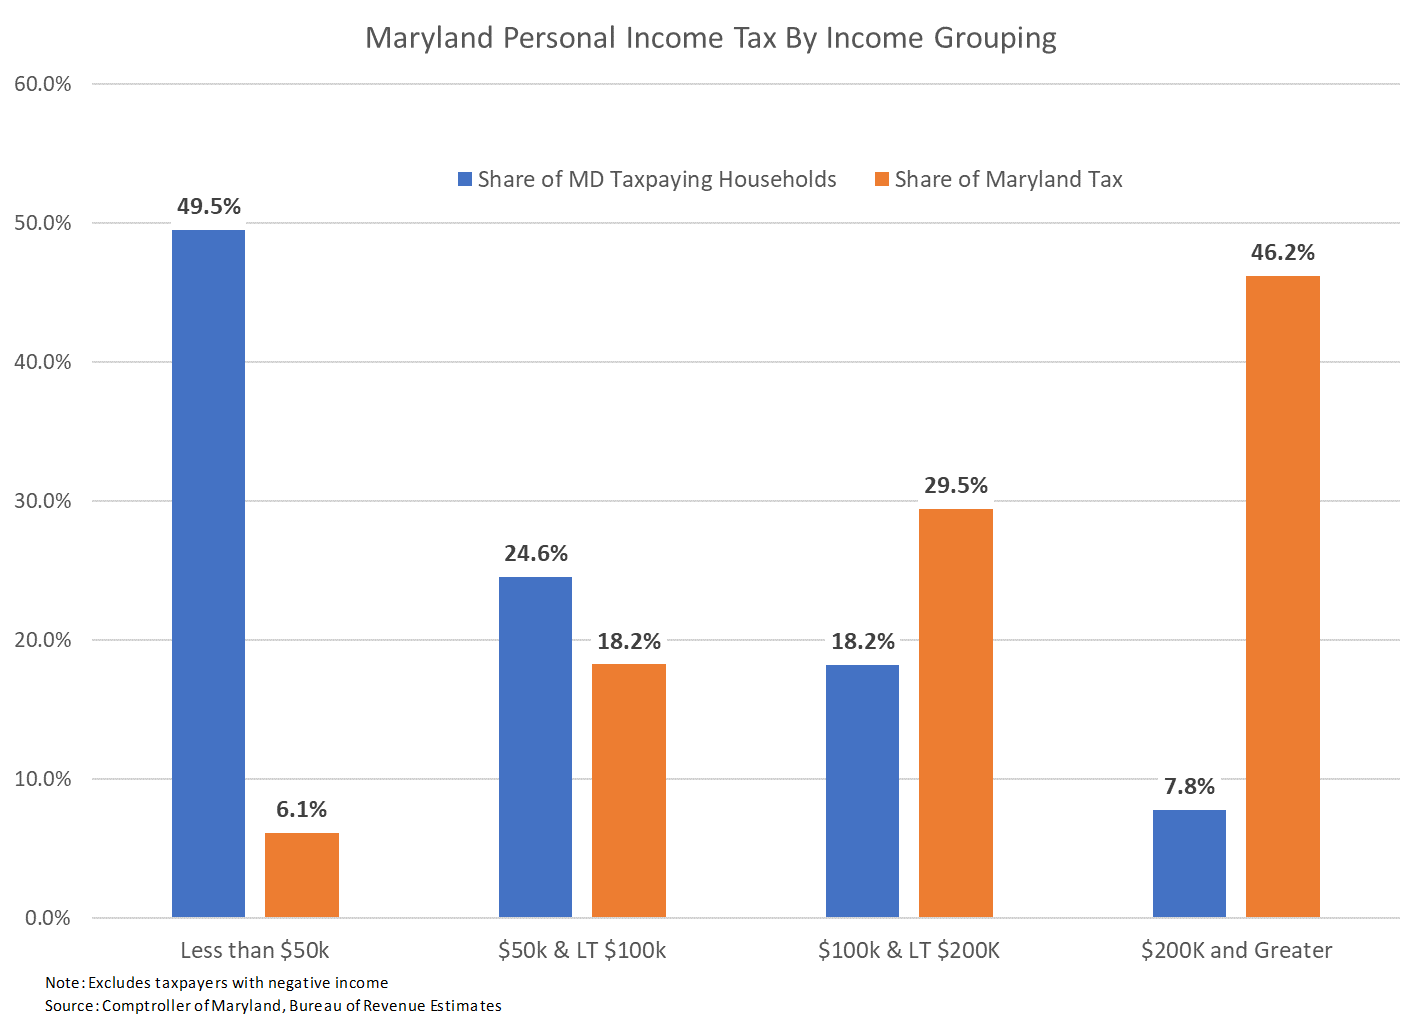 Maryland Personal Income Tax By Income Grouping
60.0%
Share of MD Taxpaying Households
Share of Maryland Tax
49.5%
50.0%
46.2%
40.0%
30.0%
29.5%
24.6%
20.0%
18.2%
18.2%
10.0%
7.8%
6.1%
0.0%
Less than $50k
$50k & LT $100k
$100k & LT $200K
$200K and Greater
Note: Excludes taxpayers with negative income
Source: Comptroller of Maryland, Bureau of Revenue Estimates